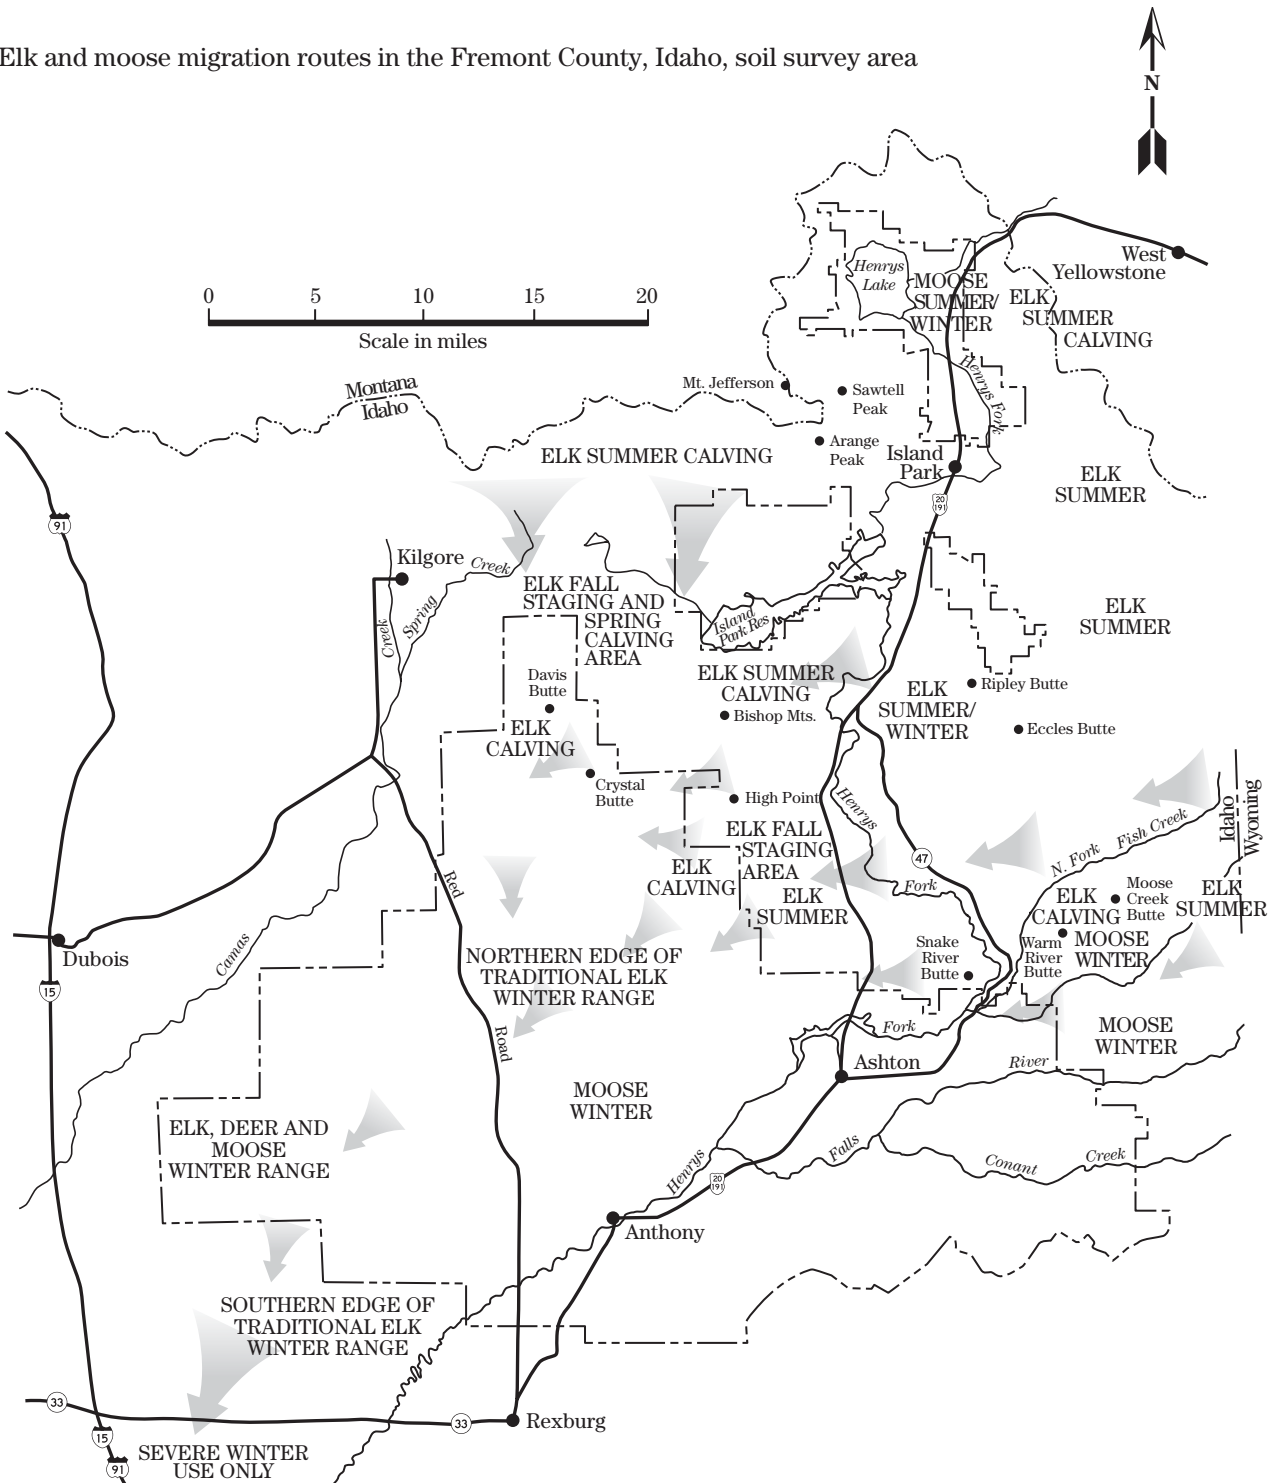 Elk and moose migration routes in the Fremont County, Idaho, soil survey area
N
West
Yellowstone
Henrys
Lake
MOOSE
SUMMER/
WINTER
ELK
SUMMER
CALVING
0 5 10 15 20
Scale in miles
Montana
Idaho
Mt. Jefferson
Sawtell
Peak
Henrys Fork
Arange
Peak
Island
Park
ELK SUMMER CALVING
ELK
SUMMER
20
191
91
Kilgore
Creek
Spring
Creek
ELK FALL
STAGING AND
SPRING
CALVING
AREA
Island
Park Res
ELK
SUMMER
Davis
Butte
ELK SUMMER
CALVING
Bishop Mts.
ELK
SUMMER/
WINTER
Ripley Butte
Eccles Butte
ELK
CALVING
Crystal
Butte
High Point
Henrys
Fork
Idaho
Wyoming
ELK FALL
STAGING
AREA
ELK
CALVING
ELK
SUMMER
47
N. Fork Fish Creek
Moose
Creek
Butte
ELK
CALVING
ELK
SUMMER
Red
Road
Camas
Dubois
15
NORTHERN EDGE OF
TRADITIONAL ELK
WINTER RANGE
Snake
River
Butte
Warm
River
Butte
MOOSE
WINTER
Fork
MOOSE
WINTER
Ashton
River
MOOSE
WINTER
ELK, DEER AND
MOOSE
WINTER RANGE
Henrys
Falls
Conant Creek
20
191
Anthony
SOUTHERN EDGE OF
TRADITIONAL ELK
WINTER RANGE
33
33
Rexburg
15
91
SEVERE WINTER
USE ONLY